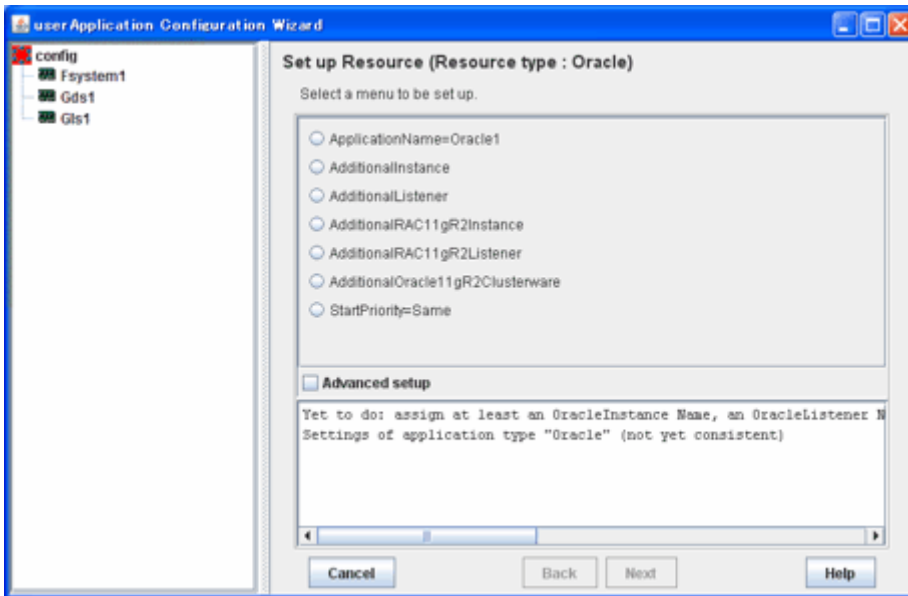 userApplication Configuration Wizard
config
Fsystem1
Gds1
Gls1
Set up Resource (Resource type : Oracle)
Select a menu to be set up.
ApplicationName=Oracle1
AdditionalInstance
AdditionalListener
AdditionalRAC11gR2Instance
AdditionalRAC11gR2Listener
AdditionalOracle11gR2Clusterware
StartPriority=Same
Advanced setup
Yet to do: assign at least an OracleInstance Name, an OracleListener N
Settings of application type "Oracle" (not yet consistent)
Cancel
Back
Next
Help